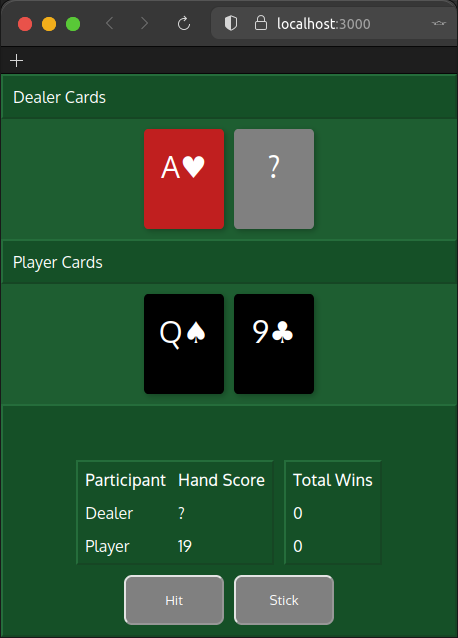 localhost:3000
Dealer Cards
A♥ ?
Player Cards
Q♠ 9♣
Participant Hand Score Total Wins
Dealer ? 0
Player 19 0
Hit Stick